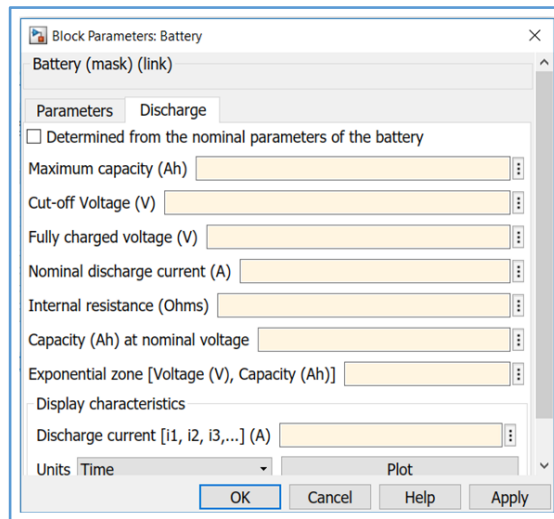 Block Parameters: Battery
Battery (mask) (link)
Parameters Discharge
Determined from the nominal parameters of the battery
Maximum capacity (Ah)
Cut-off Voltage (V)
Fully charged voltage (V)
Nominal discharge current (A)
Internal resistance (Ohms)
Capacity (Ah) at nominal voltage
Exponential zone [Voltage (V), Capacity (Ah)]
Display characteristics
Discharge current [i1, i2, i3,...] (A)
Units Time Plot
OK Cancel Help Apply